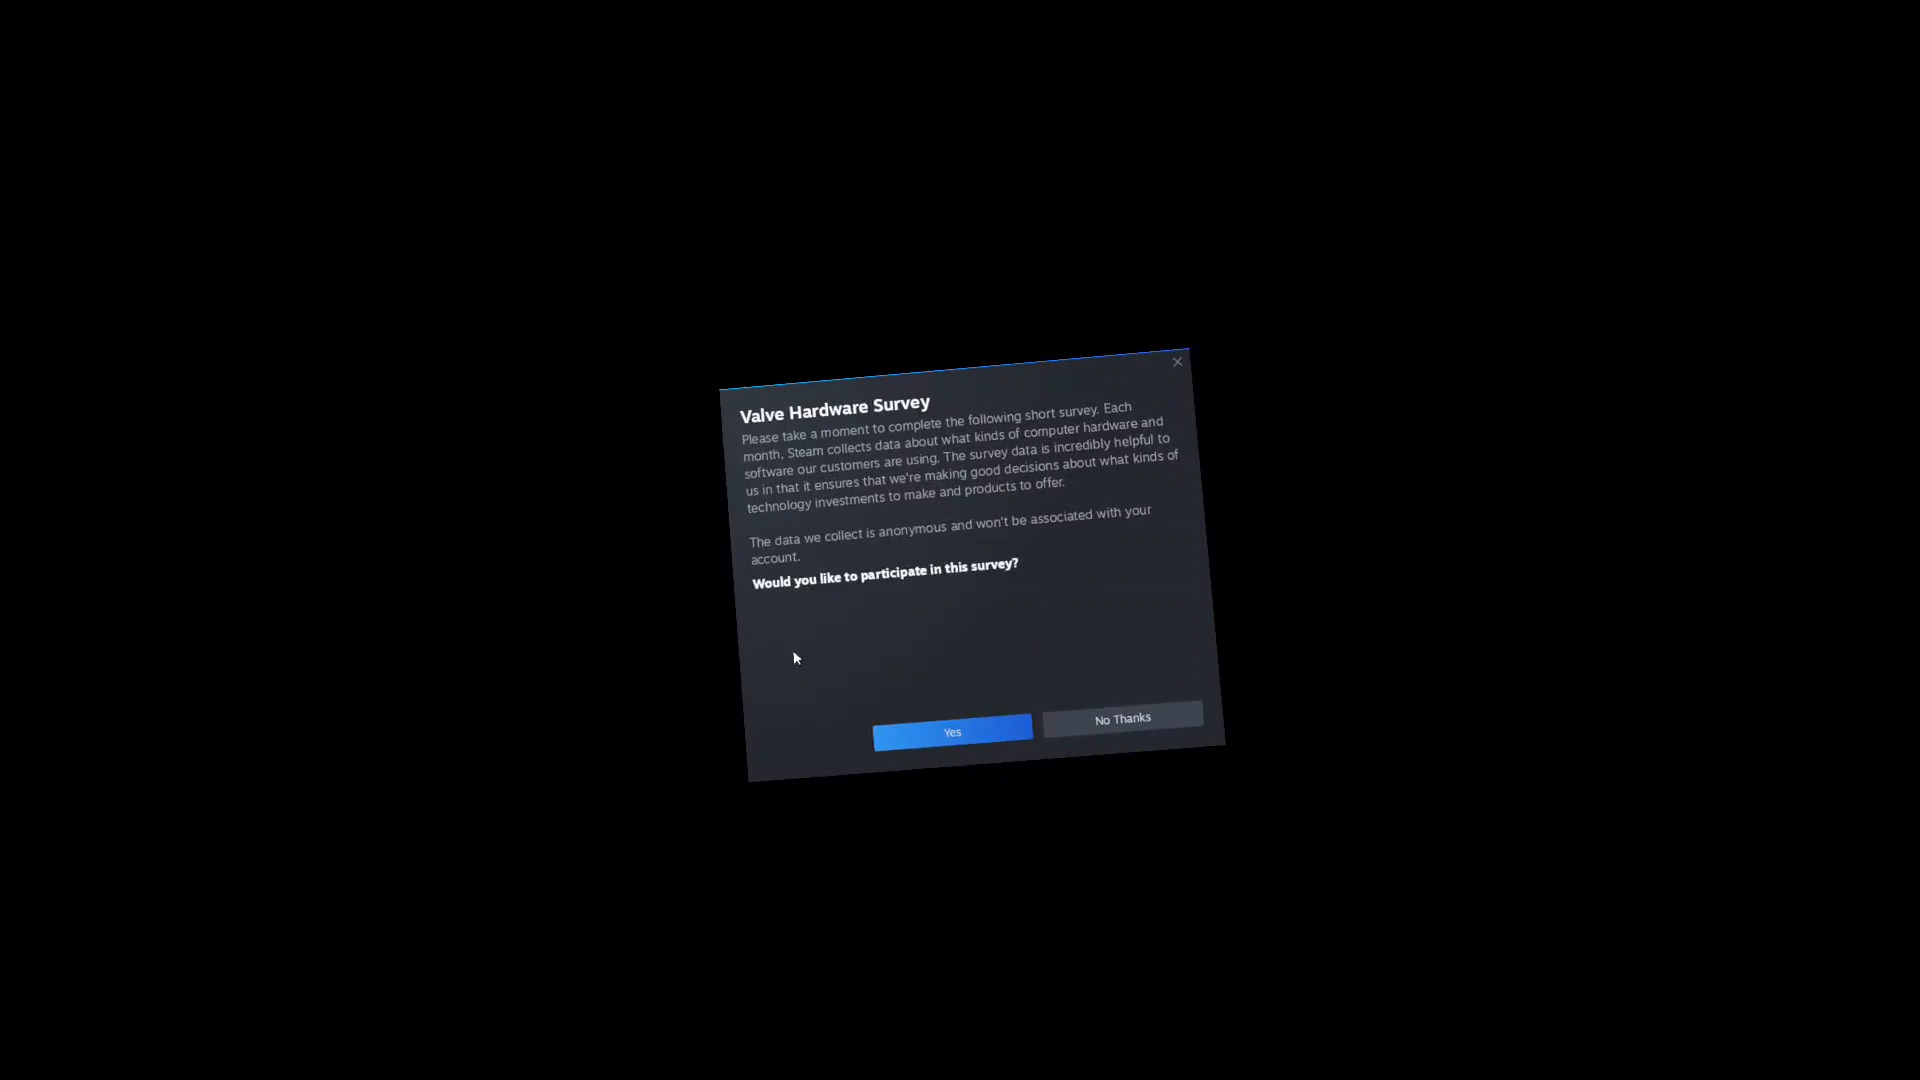 Valve Hardware Survey
Please take a moment to complete the following short survey. Each
month, Steam collects data about what kinds of computer hardware and
software our customers are using. The survey data is incredibly helpful to
us in that it ensures that we're making good decisions about what kinds of
technology investments to make and products to offer.
The data we collect is anonymous and won't be associated with your
account.
Would you like to participate in this survey?
Yes
No Thanks